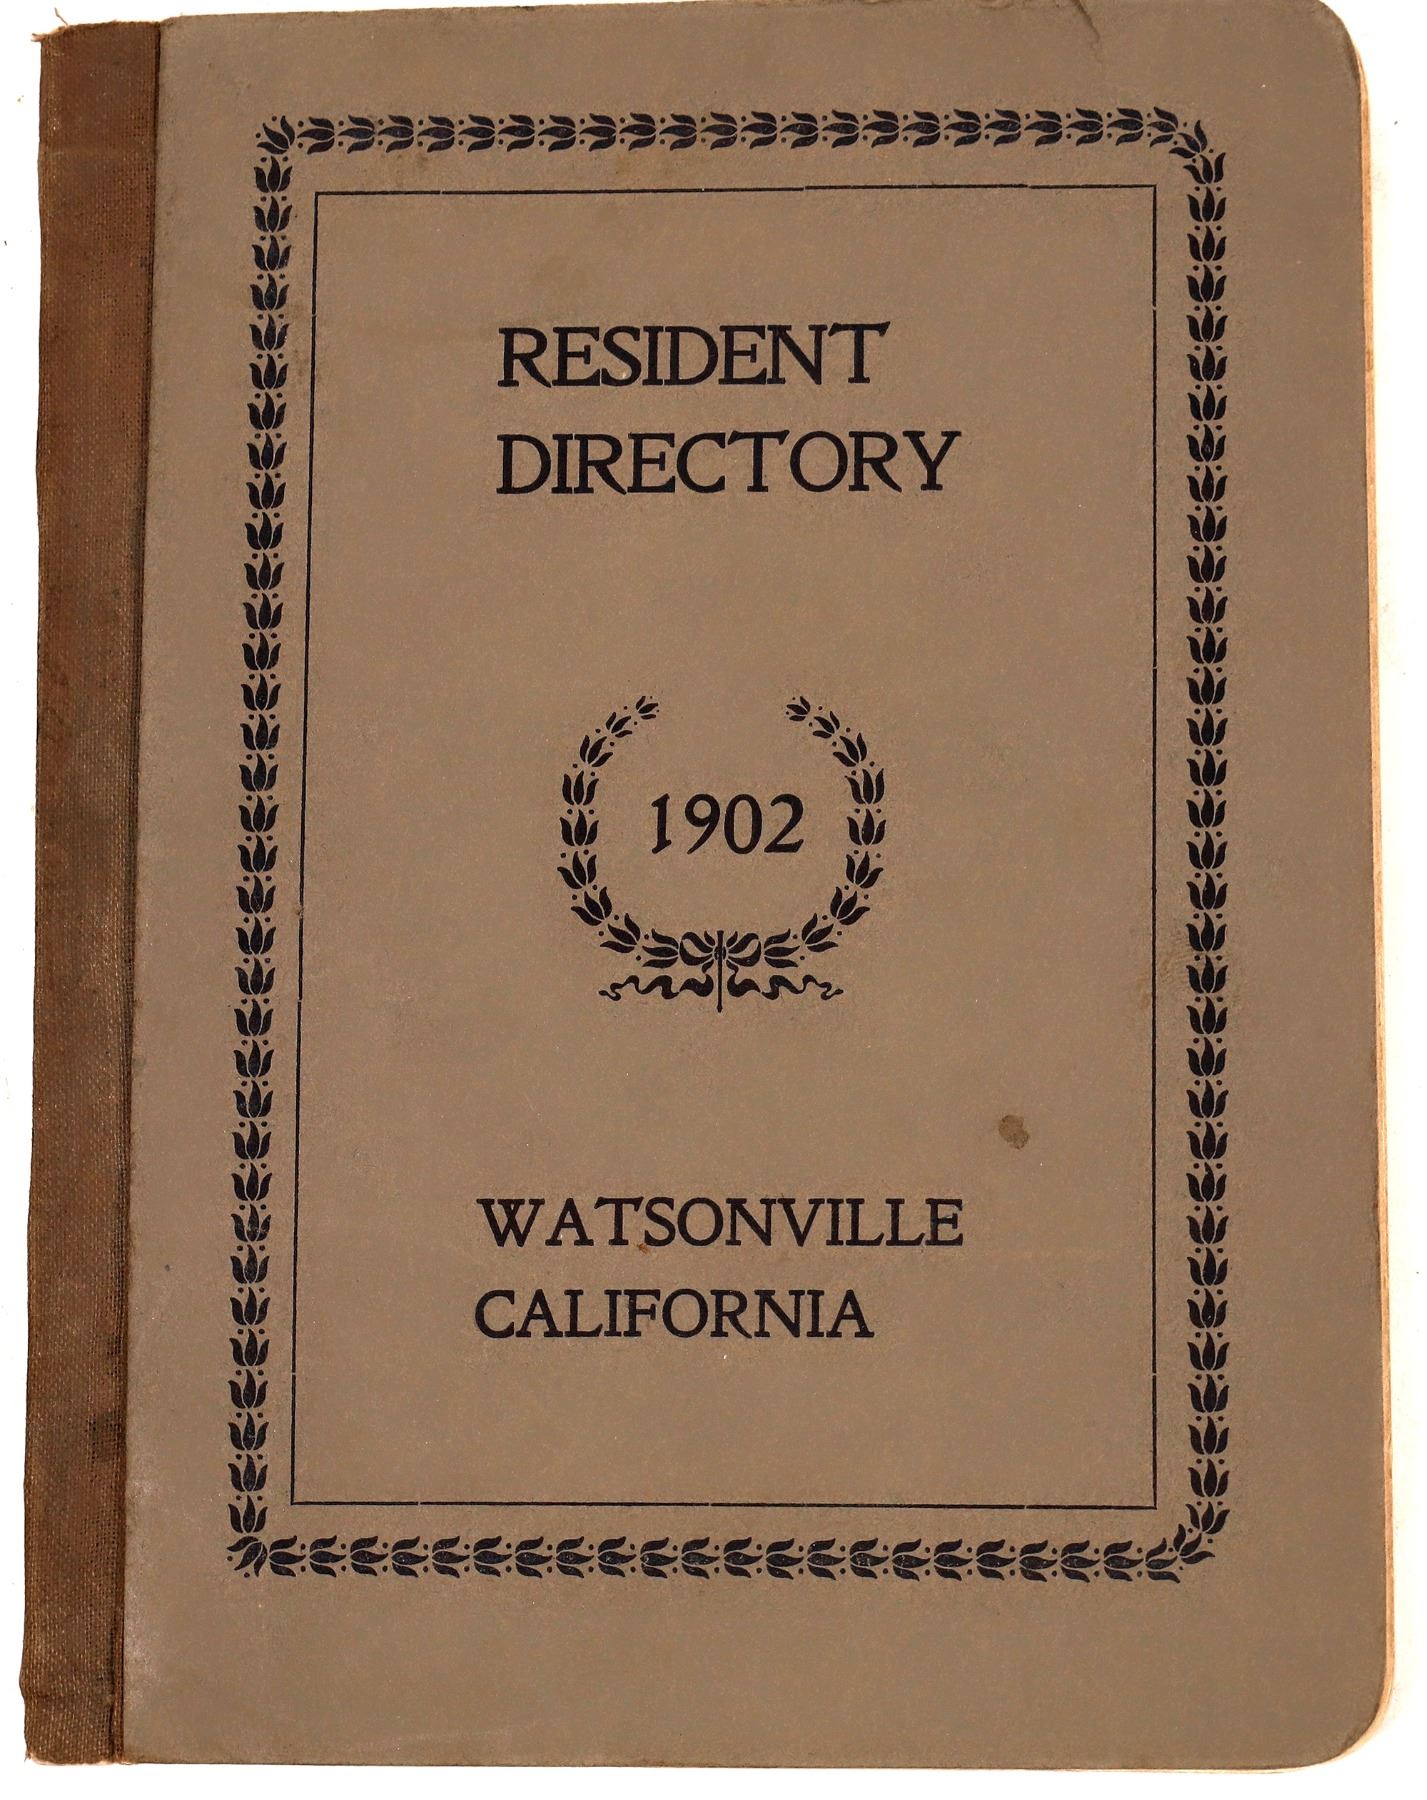 RESIDENT
DIRECTORY
1902
WATSONVILLE
CALIFORNIA